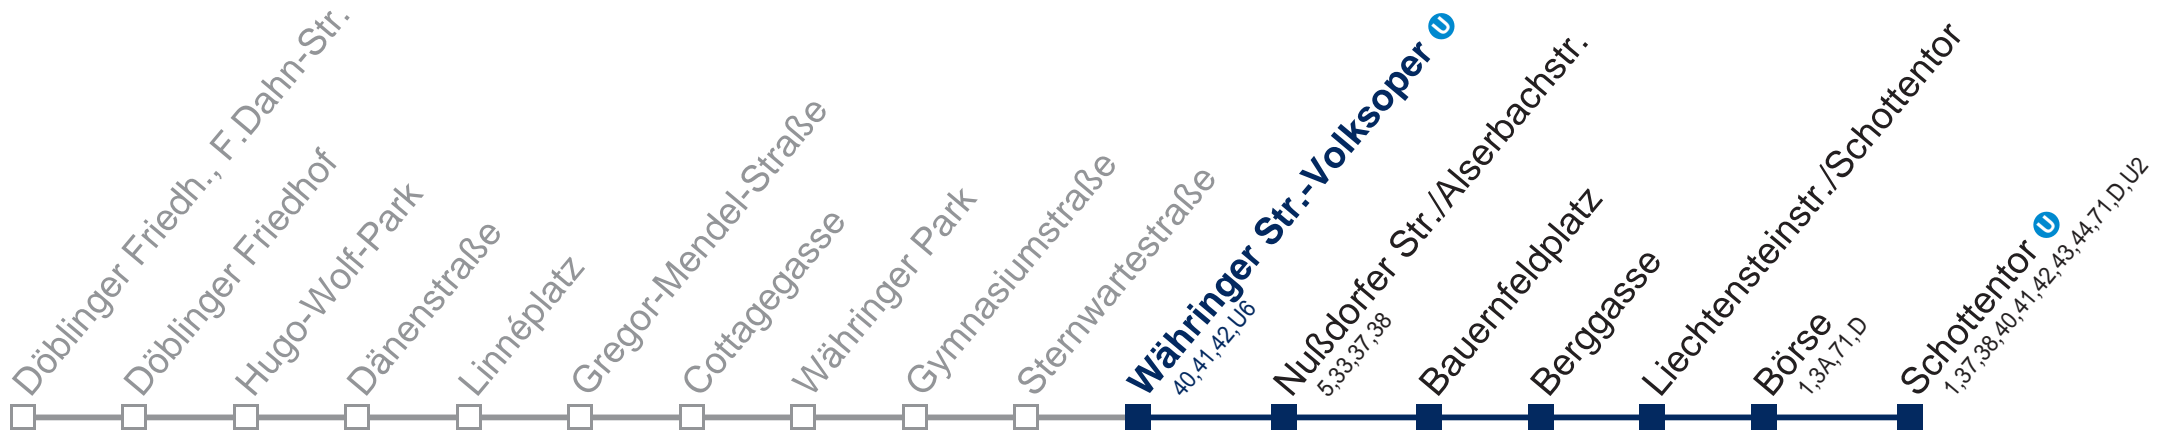 Döblinger Friedh., F.Dahn-Str.
Döblinger Friedhof
Hugo-Wolf-Park
Dänenstraße
Linnéplatz
Gregor-Mendel-Straße
Cottagegasse
Währinger Park
Gymnasiumstraße
Sternwartestraße
Währinger Str.-Volksoper U
40,41,42,U6
Nußdorfer Str./Alserbachstr.
5,33,37,38
Bauernfeldplatz
Berggasse
Liechtensteinstr./Schottentor
Börse
1,3A,71,D
Schottentor U
1,37,38,40,41,42,43,44,71,D,U2